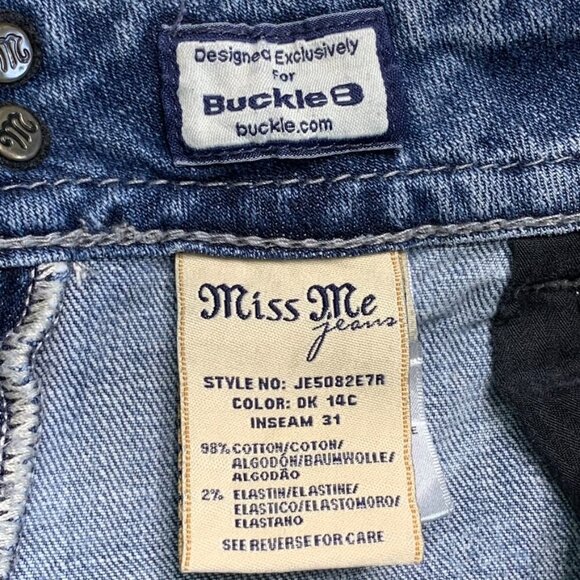 Designed Exclusively
For
Buckle B
buckle.com
M
M
Miss Me
jeans
STYLE NO: JE5082E7R
COLOR: DK 14C
INSEAM 31
98% COTTON/COTON/
ALGODÓN/BAUMWOLLE/
ALGODÃO
2% ELASTIN/ELASTINE/
ELASTICO/ELASTOMORO/
ELASTANO
SEE REVERSE FOR CARE
E